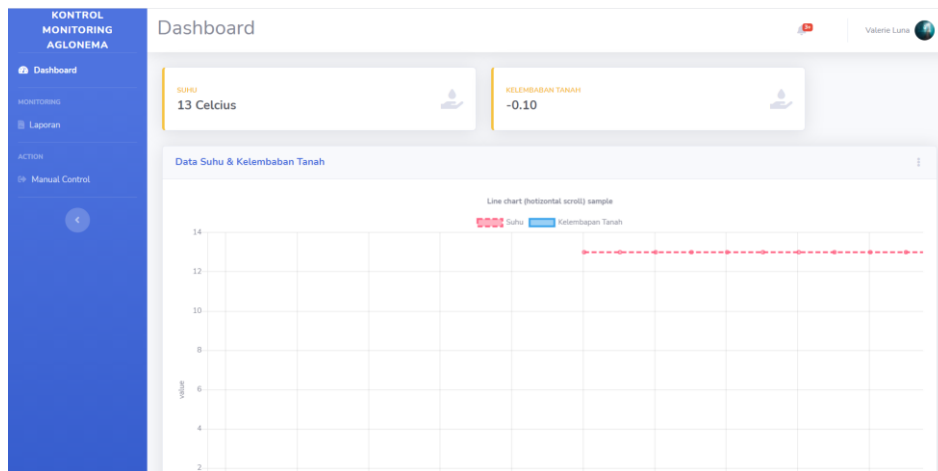 KONTROL
MONITORING
AGLONEMA
Dashboard
MONITORING
Laporan
ACTION
Manual Control
Dashboard
3+
Valerie Luna
SUHU
13 Celcius
KELEMBABAN TANAH
-0.10
Data Suhu & Kelembaban Tanah
Line chart (hotizontal scroll) sample
Suhu Kelembapan Tanah
14
12
10
8
6
4
2
value